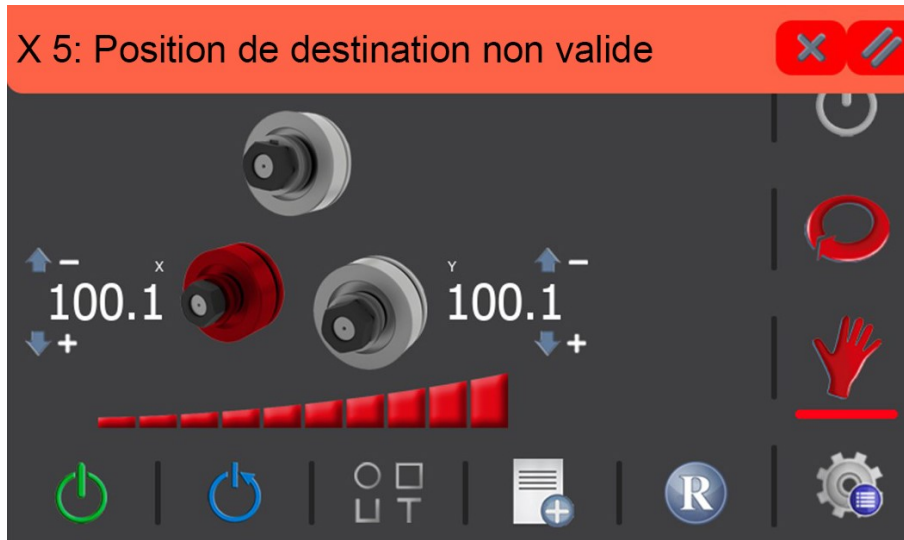 X 5: Position de destination non valide
X
Y
100.1
100.1
R